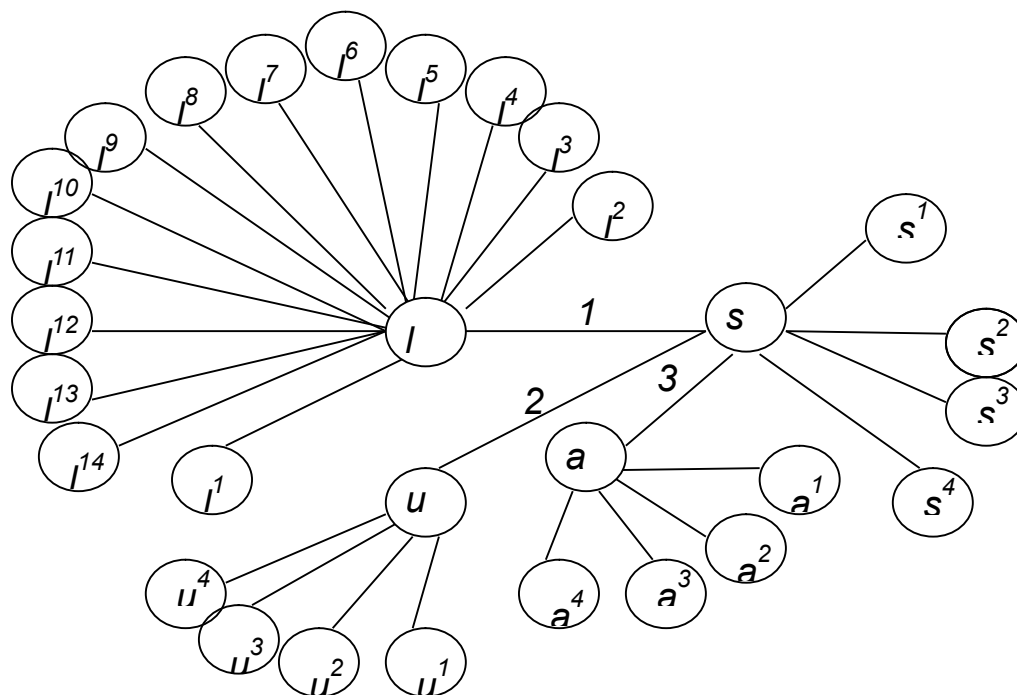 l⁶
l⁷
l⁵
l⁸
l⁴
l⁹
l³
l¹⁰
l²
s¹
l¹¹
l¹²
l
1
s
s²
l¹³
3
s³
2
l¹⁴
l¹
a
a¹
s⁴
u
a²
u⁴
a⁴
a³
u³
u²
u¹